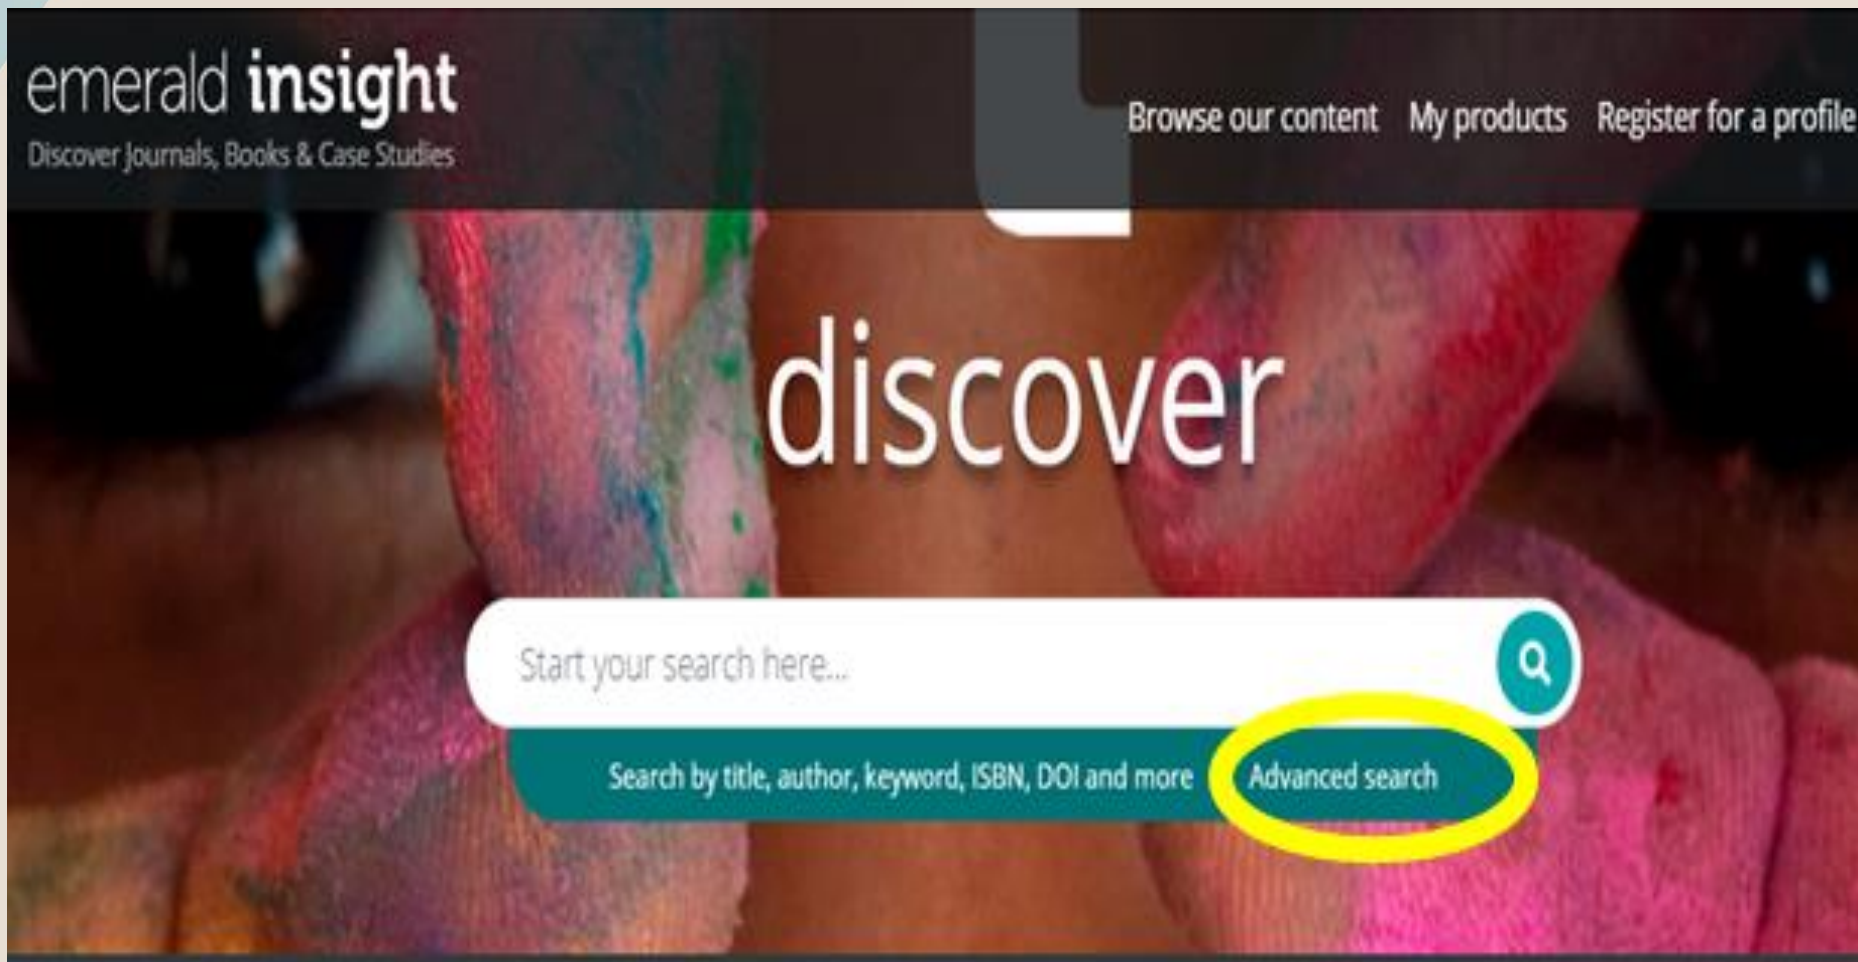 emerald insight
Discover Journals, Books & Case Studies
Browse our content My products Register for a profile
discover
Start your search here...
Search by title, author, keyword, ISBN, DOI and more Advanced search